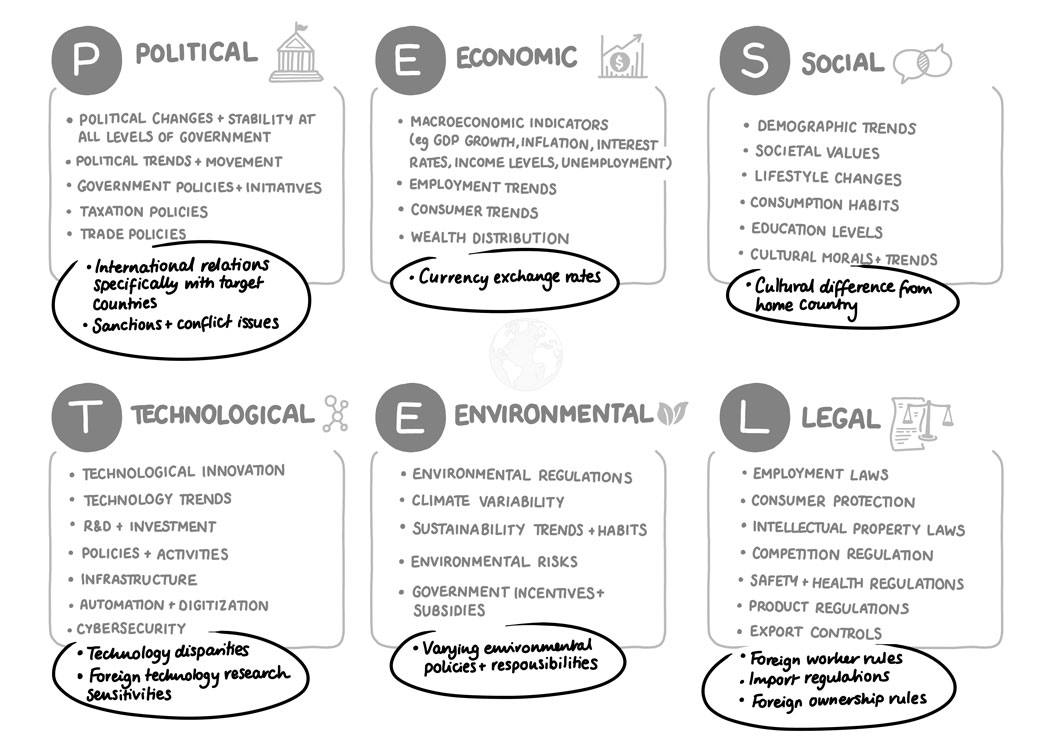 P POLITICAL
• POLITICAL CHANGES + STABILITY AT
ALL LEVELS OF GOVERNMENT
• POLITICAL TRENDS + MOVEMENT
• GOVERNMENT POLICIES + INITIATIVES
• TAXATION POLICIES
• TRADE POLICIES
• International relations
specifically with target
countries
• Sanctions + conflict issues
E ECONOMIC
$
• MACROECONOMIC INDICATORS
(eg GDP GROWTH, INFLATION, INTEREST
RATES, INCOME LEVELS, UNEMPLOYMENT)
• EMPLOYMENT TRENDS
• CONSUMER TRENDS
• WEALTH DISTRIBUTION
• Currency exchange rates
S SOCIAL
• DEMOGRAPHIC TRENDS
• SOCIETAL VALUES
• LIFESTYLE CHANGES
• CONSUMPTION HABITS
• EDUCATION LEVELS
• CULTURAL MORALS + TRENDS
• Cultural difference from
home country
T TECHNOLOGICAL
• TECHNOLOGICAL INNOVATION
• TECHNOLOGY TRENDS
• R&D + INVESTMENT
• POLICIES + ACTIVITIES
• INFRASTRUCTURE
• AUTOMATION + DIGITIZATION
• CYBERSECURITY
• Technology disparities
• Foreign technology research
sensitivities
E ENVIRONMENTAL
• ENVIRONMENTAL REGULATIONS
• CLIMATE VARIABILITY
• SUSTAINABILITY TRENDS + HABITS
• ENVIRONMENTAL RISKS
• GOVERNMENT INCENTIVES +
SUBSIDIES
• Varying environmental
policies + responsibilities
L LEGAL
• EMPLOYMENT LAWS
• CONSUMER PROTECTION
• INTELLECTUAL PROPERTY LAWS
• COMPETITION REGULATION
• SAFETY + HEALTH REGULATIONS
• PRODUCT REGULATIONS
• EXPORT CONTROLS
• Foreign worker rules
• Import regulations
• Foreign ownership rules